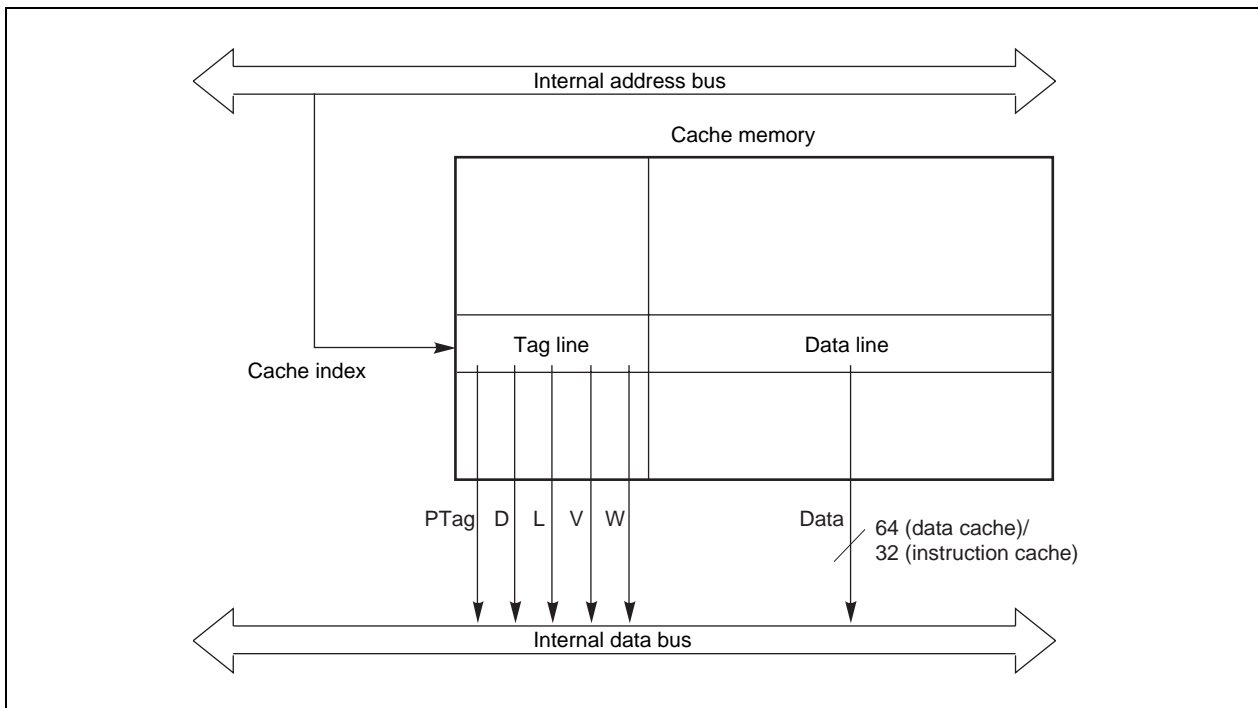 Internal address bus
Cache memory
Tag line
Data line
Cache index
PTag
D
L
V
W
Data
64 (data cache)/
32 (instruction cache)
Internal data bus